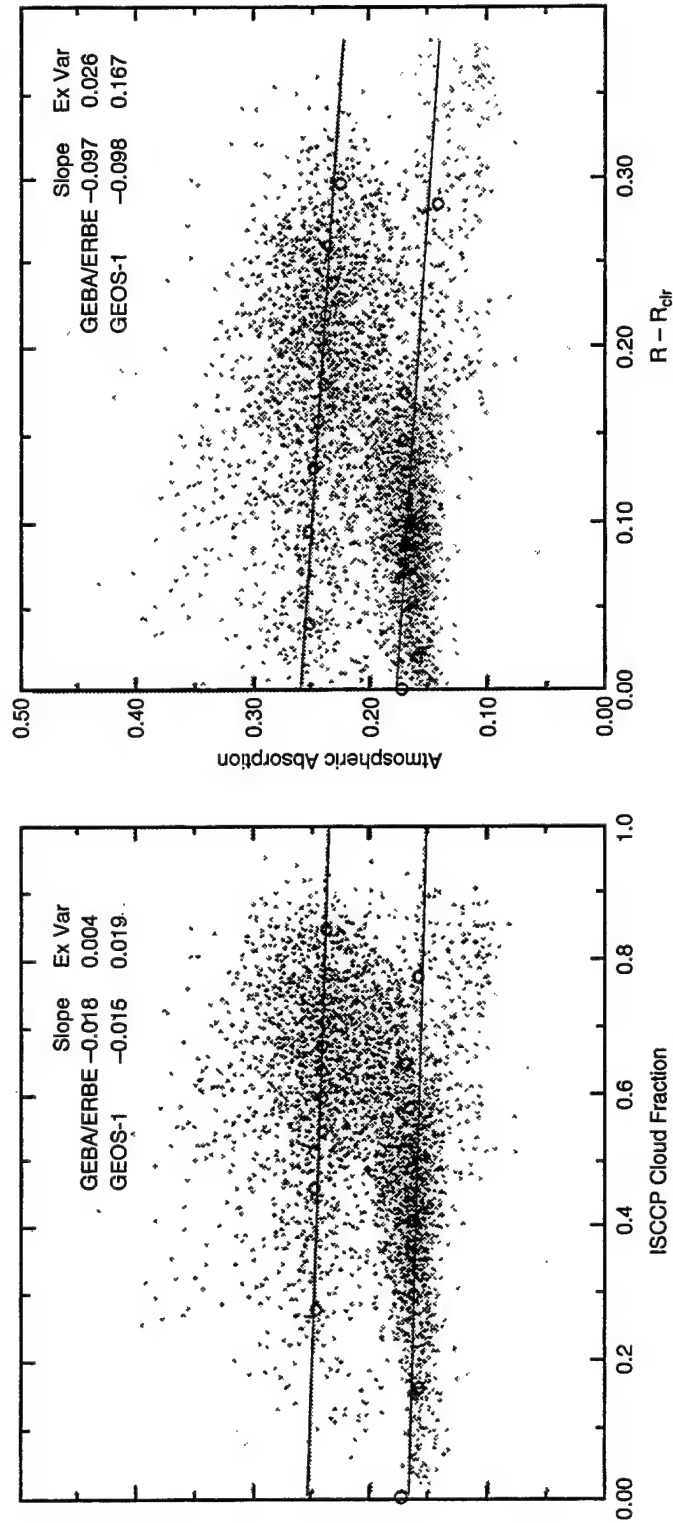 Slope Ex Var
GEBA/ERBE −0.018 0.004
GEOS-1 −0.015 0.019
0.00 0.2 0.4 0.6 0.8 1.0
ISCCP Cloud Fraction
Atmospheric Absorption
0.50
0.40
0.30
0.20
0.10
0.00
Slope Ex Var
GEBA/ERBE −0.097 0.026
GEOS-1 −0.098 0.167
0.00 0.10 0.20 0.30
R − Rclr